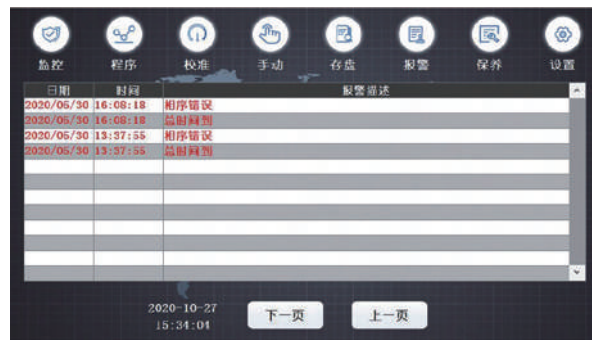 监控 程序 校准 手动 存盘 报警 保养 设置
日期 时间 报警描述
2020/05/30 16:08:18 相序错误
2020/05/30 16:08:18 总时间到
2020/05/30 13:37:55 相序错误
2020/05/30 13:37:55 总时间到
2020-10-27
15:34:04
下一页 上一页